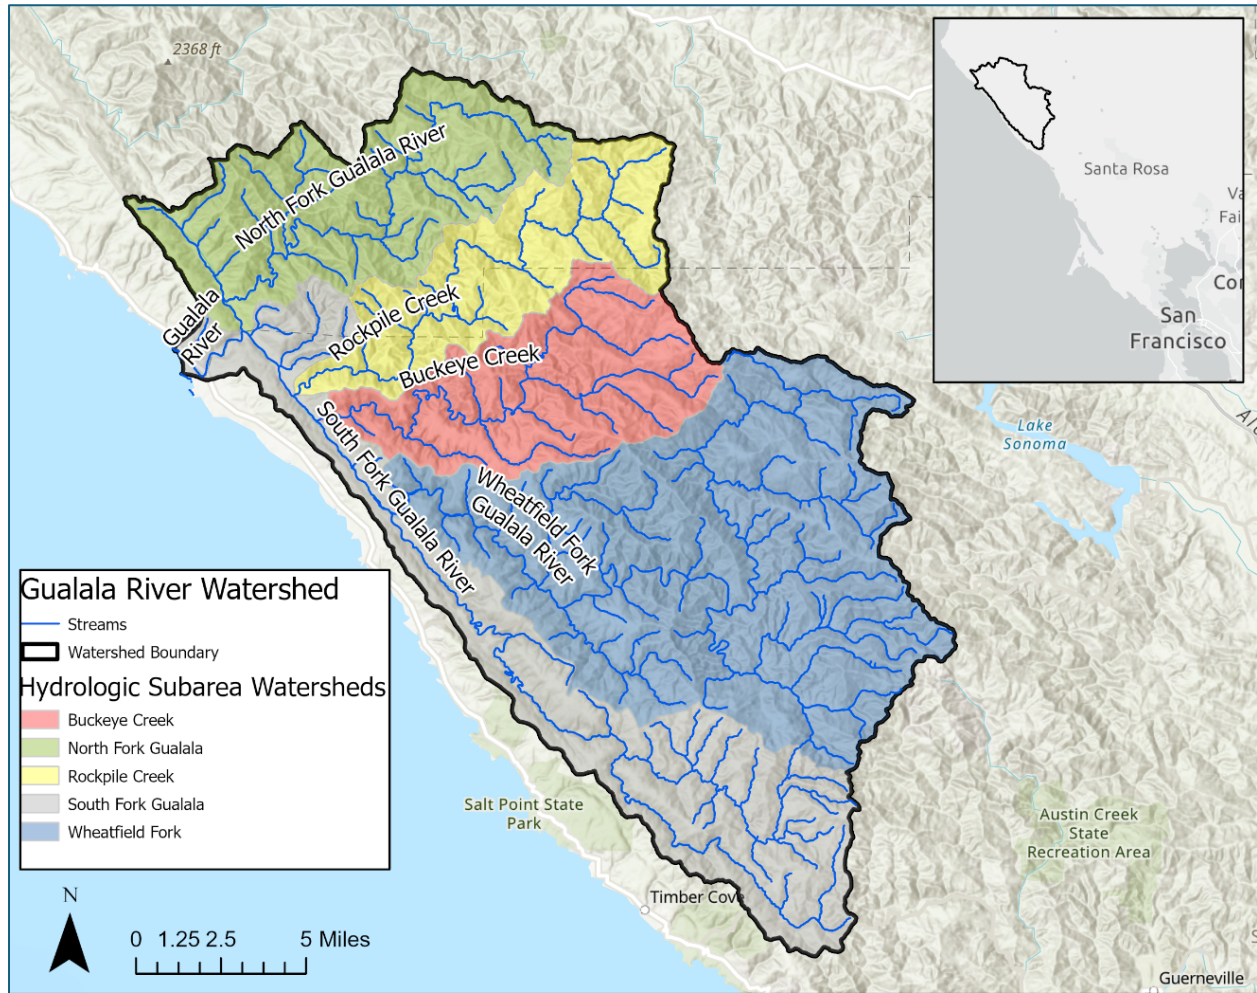 2368 ft
North Fork Gualala River
Gualala
River
Rockpile Creek
Buckeye Creek
South Fork Gualala River
Wheatfield Fork
Gualala River
Lake
Sonoma
Salt Point State
Park
Timber Cove
Austin Creek
State
Recreation Area
Guerneville
Santa Rosa
Va
Fai
Cor
San
Francisco
Gualala River Watershed
Streams
Watershed Boundary
Hydrologic Subarea Watersheds
Buckeye Creek
North Fork Gualala
Rockpile Creek
South Fork Gualala
Wheatfield Fork
N
0 1.25 2.5 5 Miles